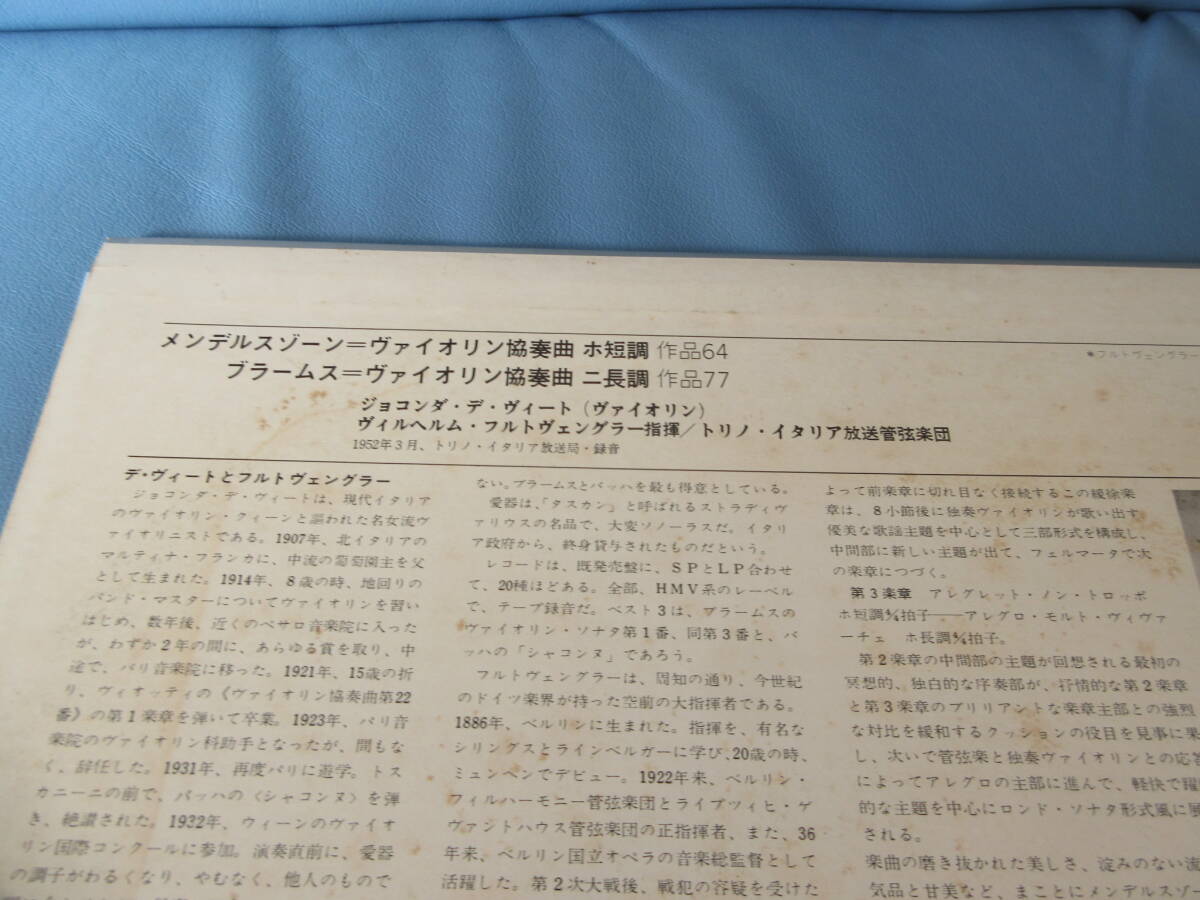 メンデルスゾーン=ヴァイオリン協奏曲 ホ短調 作品64
ブラームス=ヴァイオリン協奏曲 ニ長調 作品77
●フルトヴェングラー
ジョコンダ・デ・ヴィート(ヴァイオリン)
ヴィルヘルム・フルトヴェングラー指揮/トリノ・イタリア放送管弦楽団
1952年3月、トリノ・イタリア放送局・録音
デ・ヴィートとフルトヴェングラー
ジョコンダ・デ・ヴィートは、現代イタリア
のヴァイオリン・クィーンと謳われた名女流ヴ
ァイオリニストである。1907年、北イタリアの
マルティナ・フランカに、中流の葡萄園主を父
として生まれた。1914年、8歳の時、地回りの
バンド・マスターについてヴァイオリンを習い
はじめ、数年後、近くのペサロ音楽院に入った
が、わずか2年の間に、あらゆる賞を取り、中
途で、バリ音楽院に移った。1921年、15歳の折
り、ヴィオッティの《ヴァイオリン協奏曲第22
番》の第1楽章を弾いて卒業。1923年、バリ音
楽院のヴァイオリン科助手となったが、間もな
く、辞任した。1931年、再度パリに遊学。トス
カニーニの前で、バッハの〈シャコンヌ〉を弾
き、絶讃された。1932年、ウィーンのヴァイオ
リン国際コンクールに参加。演奏直前に、愛器
の調子がわるくなり、やむなく、他人のもので
ない。ブラームスとバッハを最も得意としている。
愛器は、「タスカン」と呼ばれるストラディヴ
ァリウスの名品で、大変ソノーラスだ。イタリ
ア政府から、終身貸与されたものだという。
レコードは、既発売盤に、SPとLP合わせ
て、20種ほどある。全部、HMV系のレーベル
で、テープ録音だ。ベスト3は、ブラームスの
ヴァイオリン・ソナタ第1番、同第3番と、バ
ッハの「シャコンヌ」であろう。
フルトヴェングラーは、周知の通り、今世紀
のドイツ楽界が持った空前の大指揮者である。
1886年、ベルリンに生まれた。指揮を、有名な
シリングスとラインベルガーに学び、20歳の時、
ミュンヘンでデビュー。1922年来、ベルリン・
フィルハーモニー管弦楽団とライプツィヒ・ゲ
ヴァントハウス管弦楽団の正指揮者、また、36
年来、ベルリン国立オペラの音楽総監督として
活躍した。第2次大戦後、戦犯の容疑を受けた
よって前楽章に切れ目なく接続するこの緩徐楽
章は、8小節後に独奏ヴァイオリンが歌い出す
優美な歌謡主題を中心として三部形式を構成し、
中間部に新しい主題が出て、フェルマータで次
の楽章につづく。
第3楽章 アレグレット・ノン・トロッポ
ホ短調4/4拍子――アレグロ・モルト・ヴィヴァ
ーチェ ホ長調4/4拍子。
第2楽章の中間部の主題が回想される最初の
冥想的、独白的な序奏部が、抒情的な第2楽章
と第3楽章のブリリアントな楽章主部との強烈
な対比を緩和するクッションの役目を見事に果
し、次いで管弦楽と独奏ヴァイオリンとの応答
によってアレグロの主部に進んで、軽快で躍
的な主題を中心にロンド・ソナタ形式風に展
される。
楽曲の磨き抜かれた美しさ、淀みのない流
気品と甘美など、まことにメンデルスゾー